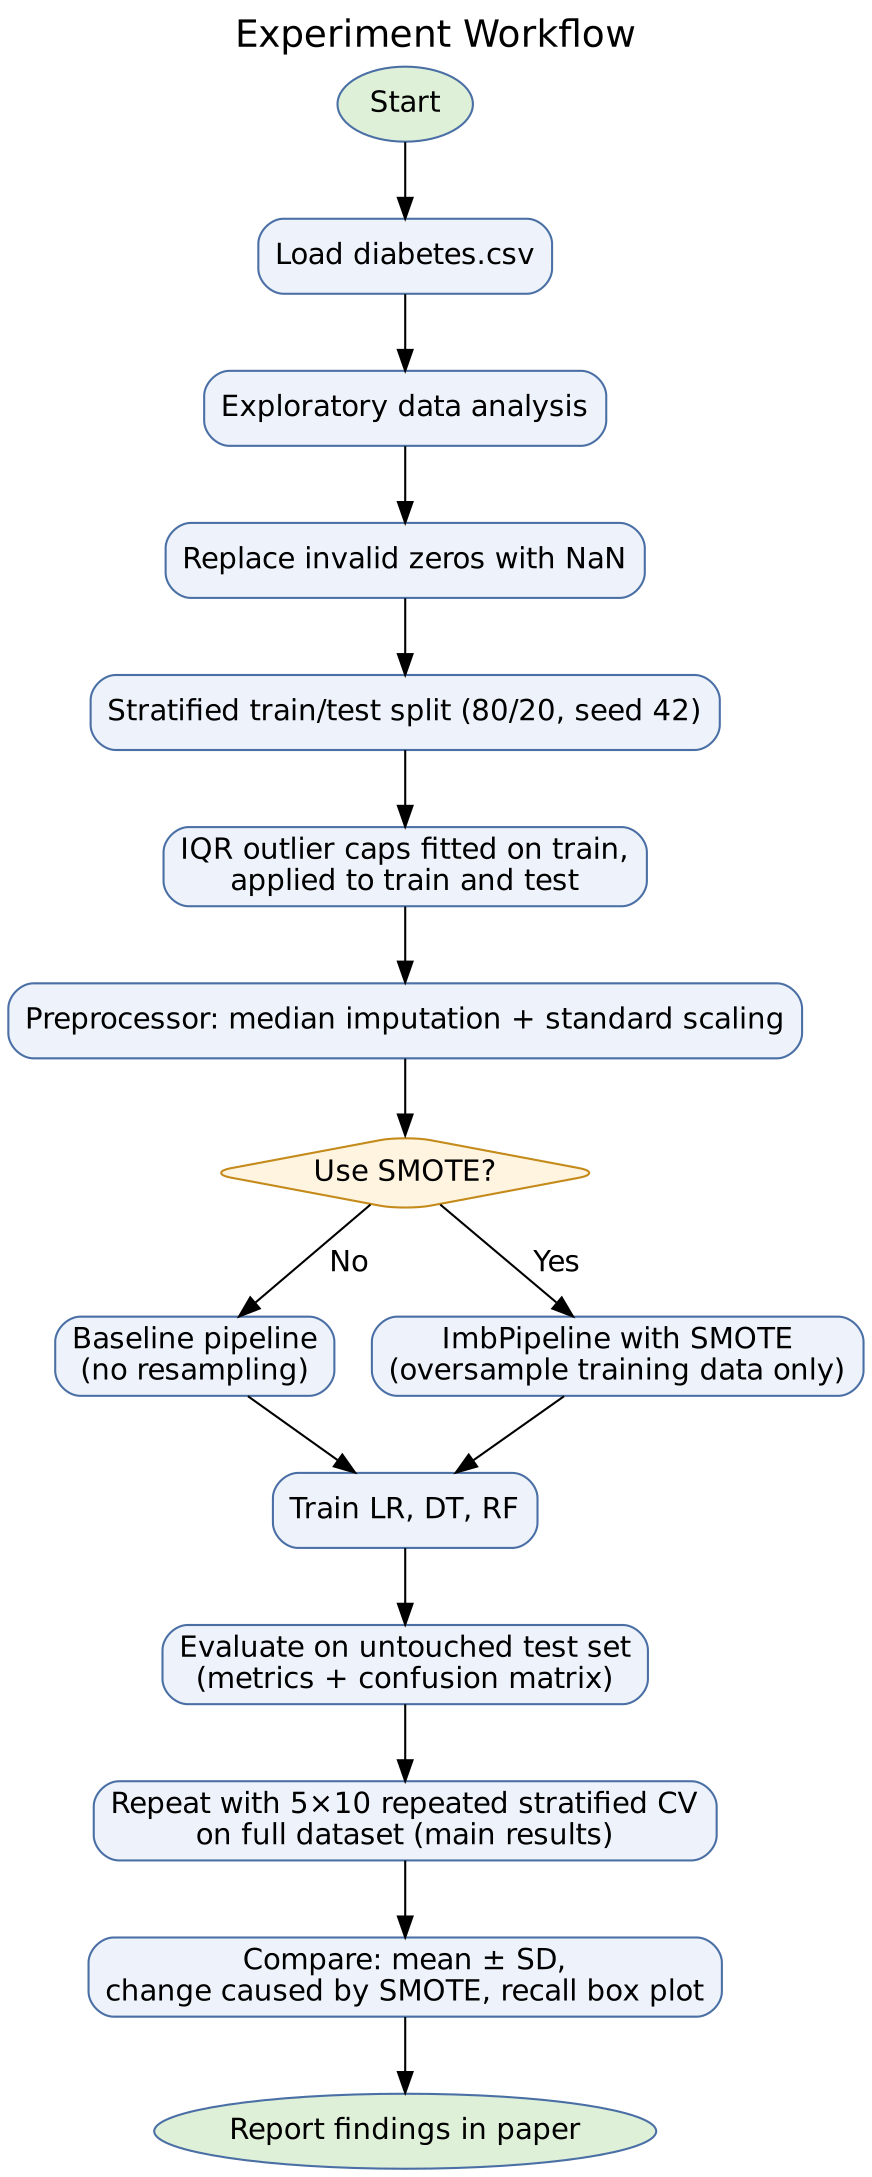 Experiment Workflow
Start
Load diabetes.csv
Exploratory data analysis
Replace invalid zeros with NaN
Stratified train/test split (80/20, seed 42)
IQR outlier caps fitted on train,
applied to train and test
Preprocessor: median imputation + standard scaling
Use SMOTE?
No
Yes
Baseline pipeline
(no resampling)
ImbPipeline with SMOTE
(oversample training data only)
Train LR, DT, RF
Evaluate on untouched test set
(metrics + confusion matrix)
Repeat with 5×10 repeated stratified CV
on full dataset (main results)
Compare: mean ± SD,
change caused by SMOTE, recall box plot
Report findings in paper